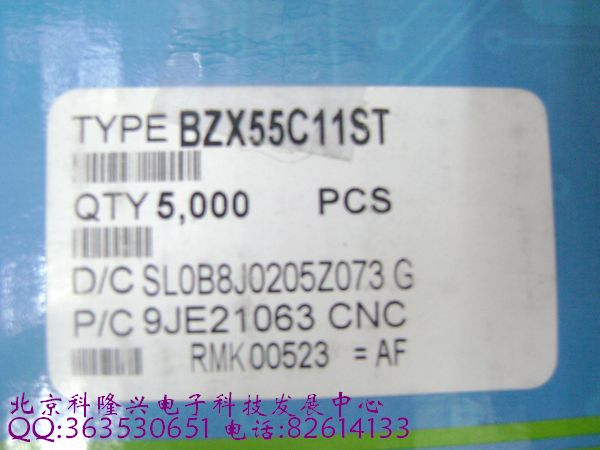 TYPE BZX55C11ST
QTY 5,000 PCS
D/C SL0B8J0205Z073 G
P/C 9JE21063 CNC
RMK 00523 = AF
北京科隆兴电子科技发展中心
QQ:363530651 电话:82614133